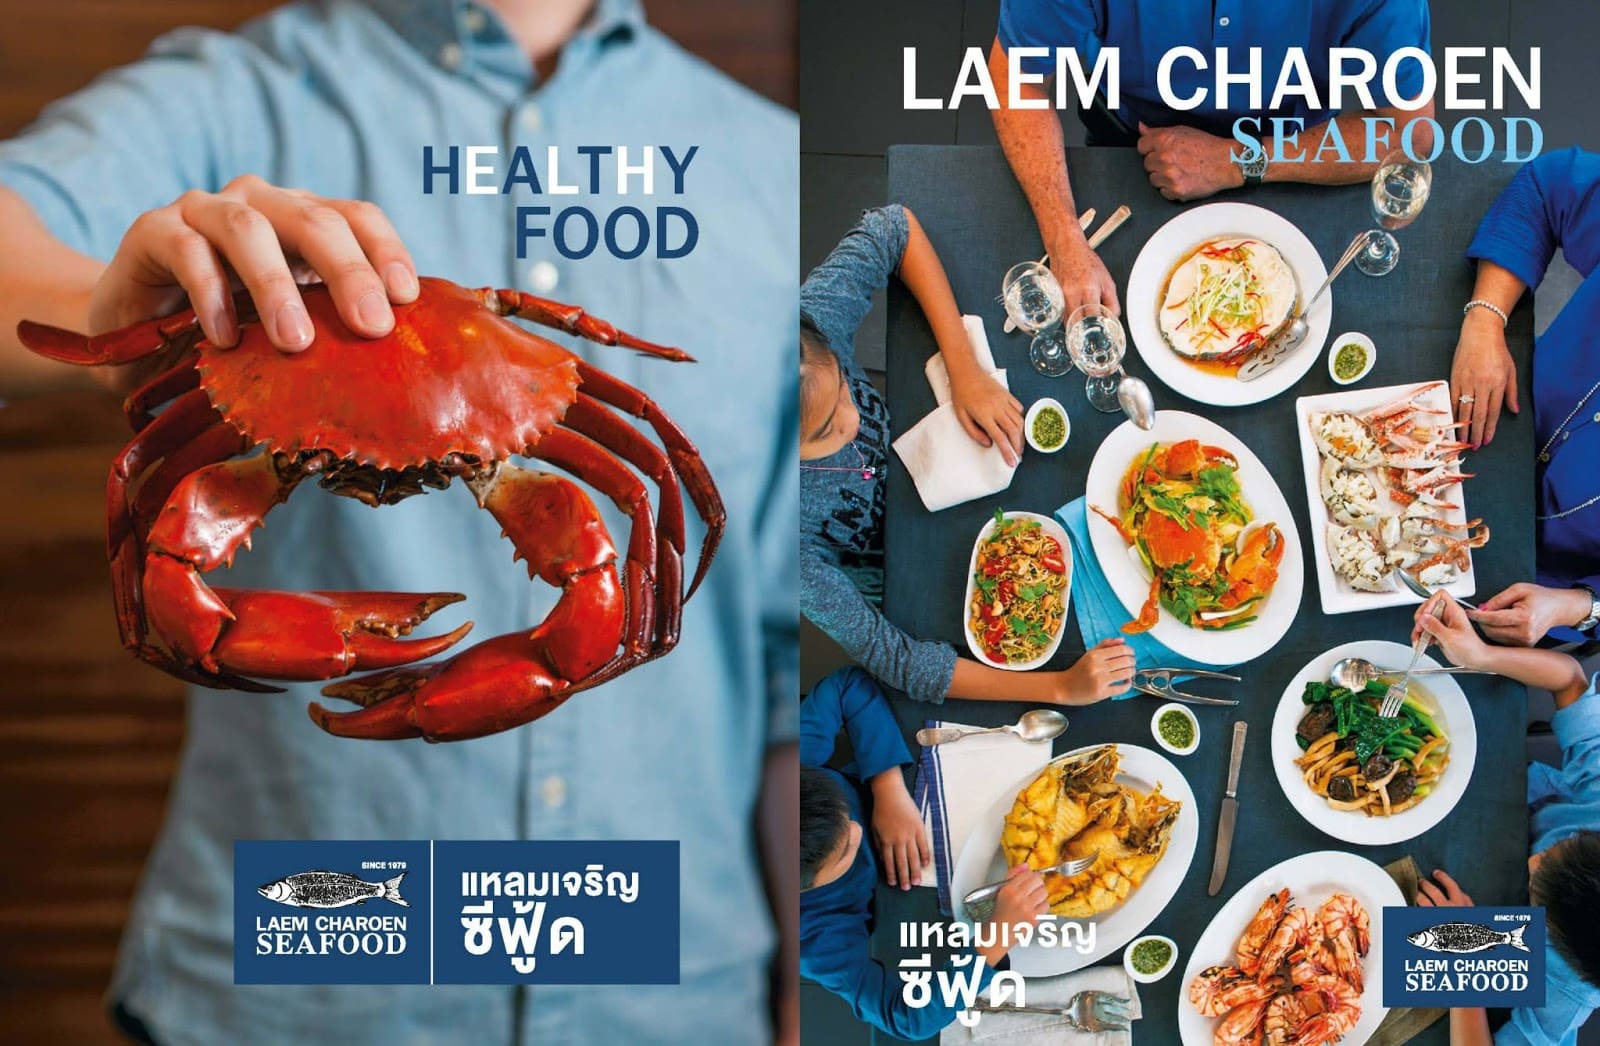 HEALTHY
FOOD
SINCE 1979
LAEM CHAROEN
SEAFOOD
แหลมเจริญ
ซีฟู้ด
LAEM CHAROEN
SEAFOOD
แหลมเจริญ
ซีฟู้ด
SINCE 1979
LAEM CHAROEN
SEAFOOD